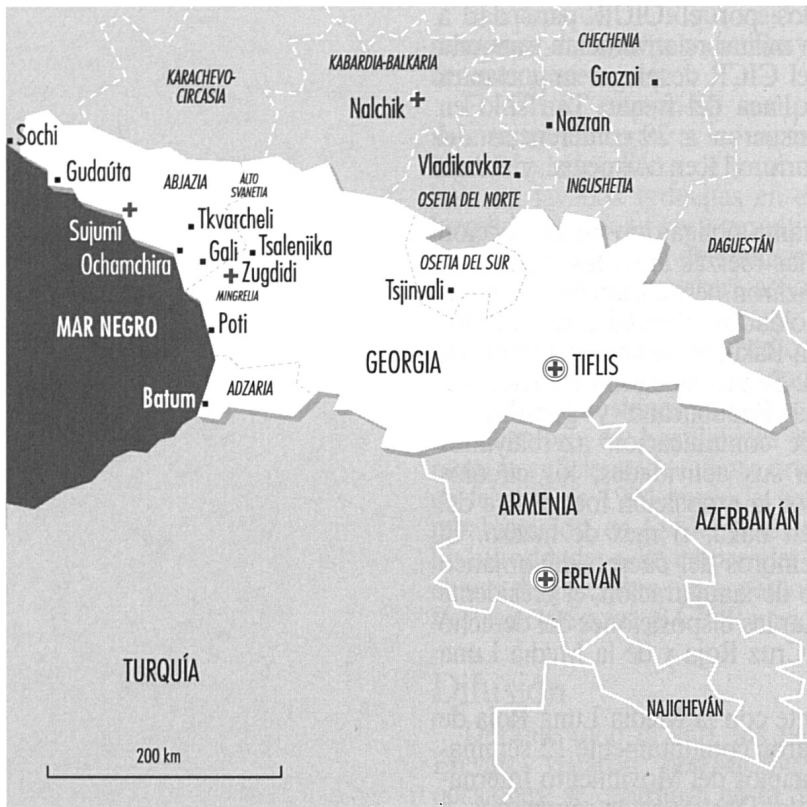 CHECHENIA
KABARDIA-BALKARIA
KARACHEVO-
CIRCASIA
Grozni
Nalchik
Nazran
Sochi
Gudaúta
Vladikavkaz
ABJAZIA
ALTO
SVANETIA
OSETIA DEL NORTE
INGUSHETIA
Tkvarcheli
Sujumi
Ochamchira
Gali
Tsalenjika
Zugdidi
MINGRELIA
OSETIA DEL SUR
Tsjinvali
DAGUESTÁN
MAR NEGRO
Poti
GEORGIA
TIFLIS
Batum
ADZARIA
ARMENIA
AZERBAIYÁN
EREVÁN
TURQUÍA
NAJICHEVÁN
200 km